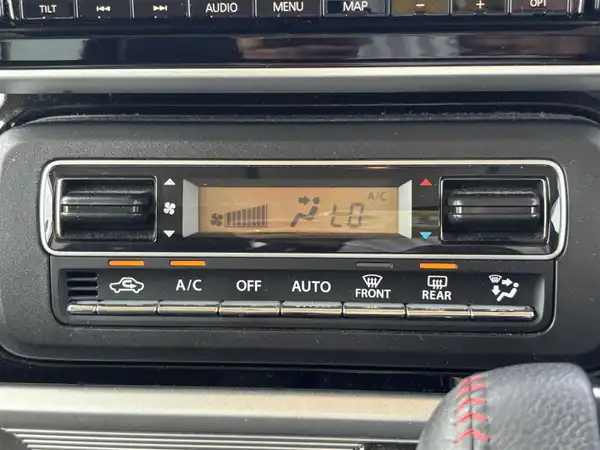 TILT AUDIO MENU MAP − + OPT
A/C
LO
A/C OFF AUTO FRONT REAR